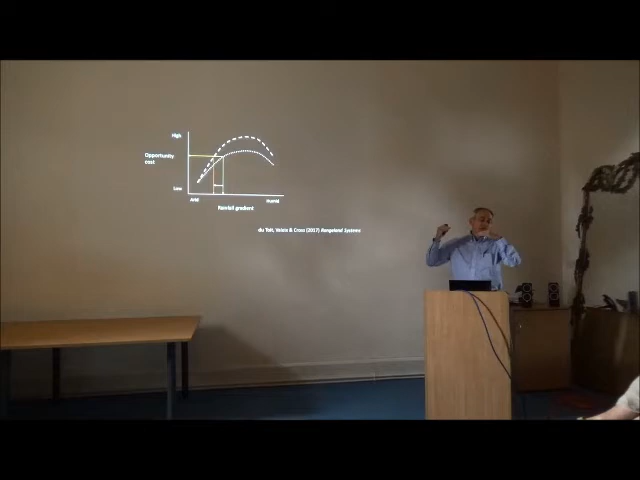 High
Opportunity
cost
Low
Arid
Humid
Rainfall gradient
du Toit, Vetter & Cross (2017) Rangeland Systems